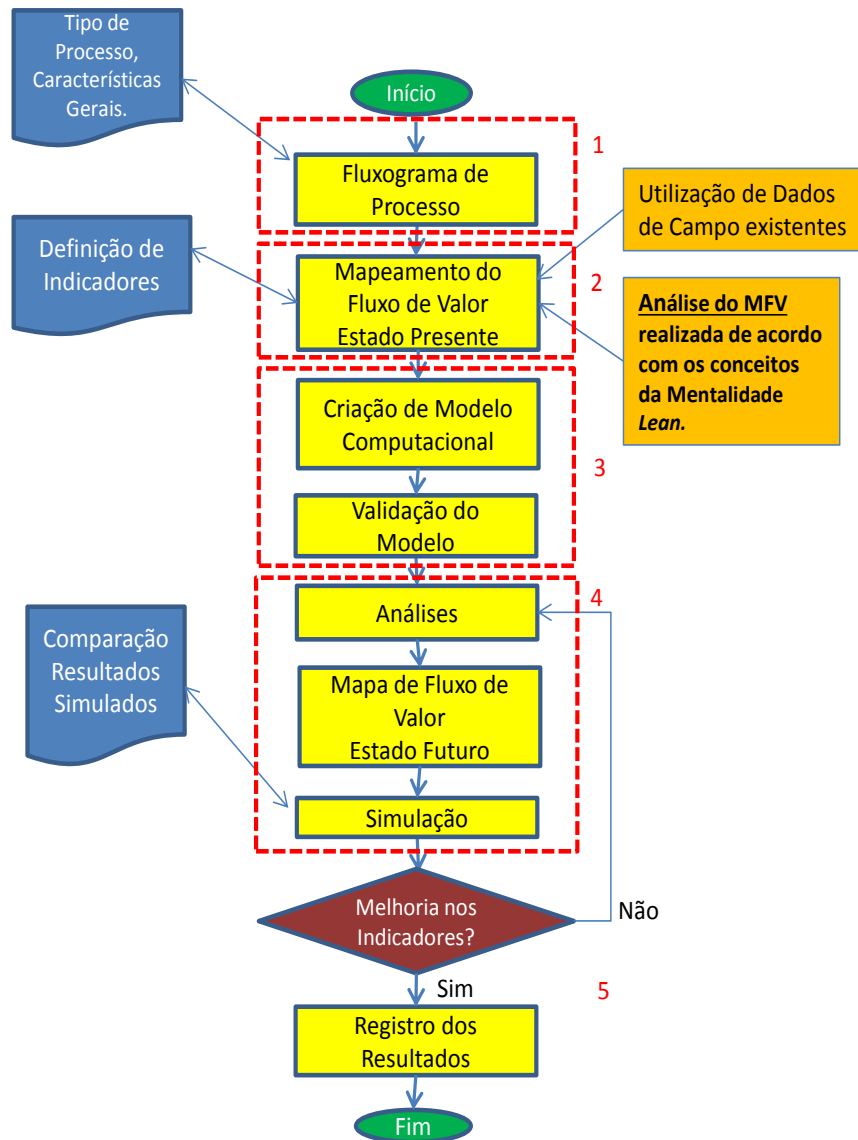 Tipo de
Processo,
Característícas
Gerais.
Início
1
Fluxograma de
Processo
Utilização de Dados
de Campo existentes
Definição de
Indicadores
2
Mapeamento do
Fluxo de Valor
Estado Presente
Análise do MFV
realizada de acordo
com os conceitos
da Mentalidade
Lean.
Criação de Modelo
Computacional
3
Validação do
Modelo
4
Análises
Comparação
Resultados
Simulados
Mapa de Fluxo de
Valor
Estado Futuro
Simulação
Melhoria nos
Indicadores?
Não
Sim
5
Registro dos
Resultados
Fim